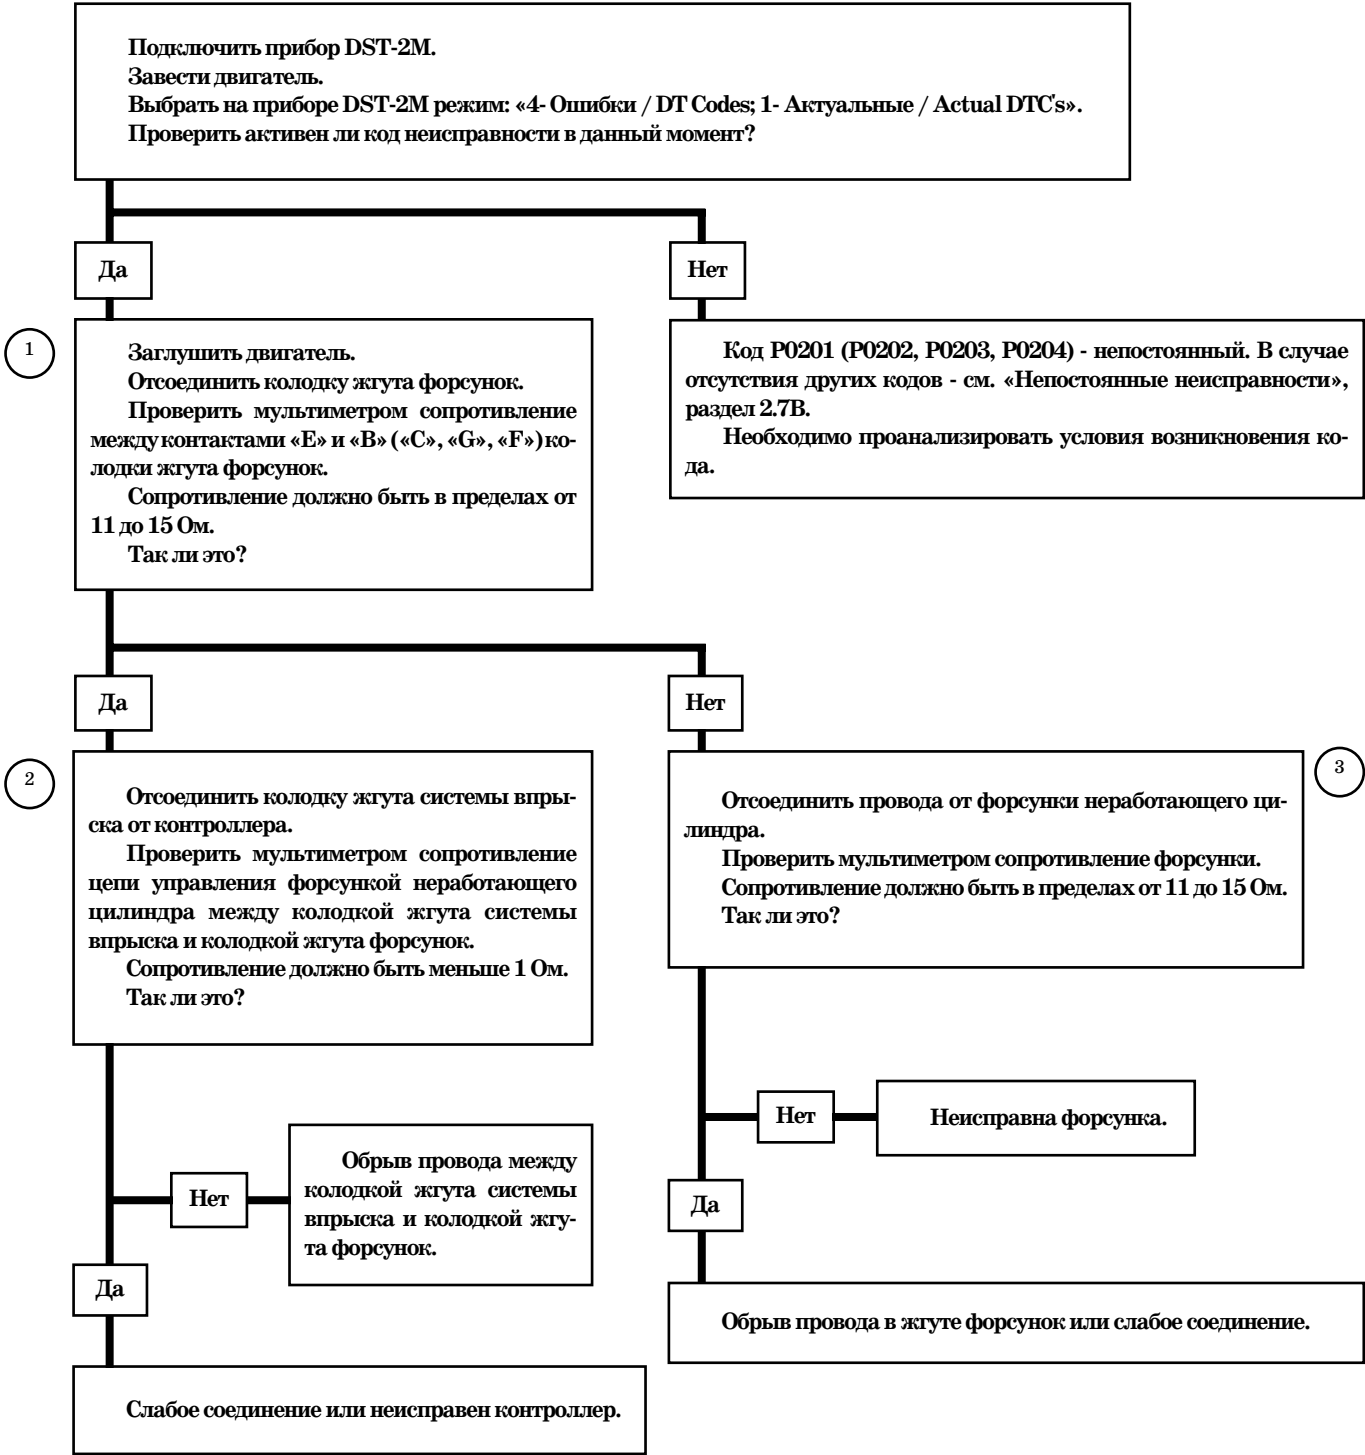 Подключить прибор DST-2M.
Завести двигатель.
Выбрать на приборе DST-2M режим: «4- Ошибки / DT Codes; 1- Актуальные / Actual DTC's».
Проверить активен ли код неисправности в данный момент?
Да
Нет
1
Заглушить двигатель.
Отсоединить колодку жгута форсунок.
Проверить мультиметром сопротивление
между контактами «E» и «B» («C», «G», «F») ко-
лодки жгута форсунок.
Сопротивление должно быть в пределах от
11 до 15 Ом.
Так ли это?
Код P0201 (P0202, P0203, P0204) - непостоянный. В случае
отсутствия других кодов - см. «Непостоянные неисправности»,
раздел 2.7В.
Необходимо проанализировать условия возникновения ко-
да.
Да
Нет
2
Отсоединить колодку жгута системы впры-
ска от контроллера.
Проверить мультиметром сопротивление
цепи управления форсункой неработающего
цилиндра между колодкой жгута системы
впрыска и колодкой жгута форсунок.
Сопротивление должно быть меньше 1 Ом.
Так ли это?
3
Отсоединить провода от форсунки неработающего ци-
линдра.
Проверить мультиметром сопротивление форсунки.
Сопротивление должно быть в пределах от 11 до 15 Ом.
Так ли это?
Нет
Неисправна форсунка.
Нет
Обрыв провода между
колодкой жгута системы
впрыска и колодкой жгу-
та форсунок.
Да
Да
Обрыв провода в жгуте форсунок или слабое соединение.
Слабое соединение или неисправен контроллер.